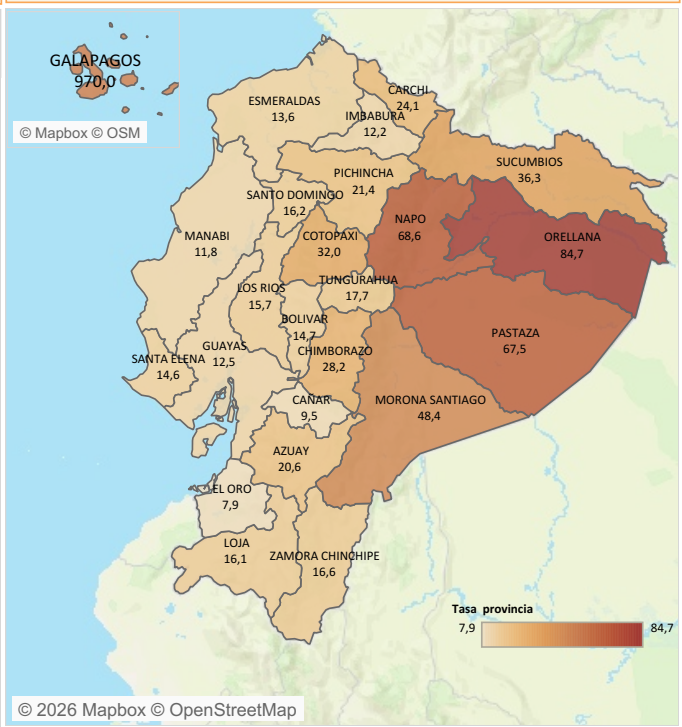 GALAPAGOS
970,0
© Mapbox © OSM
ESMERALDAS
13,6
CARCHI
24,1
IMBABURA
12,2
SUCUMBIOS
36,3
PICHINCHA
21,4
SANTO DOMINGO
16,2
NAPO
68,6
MANABI
11,8
COTOPAXI
32,0
ORELLANA
84,7
TUNGURAHUA
17,7
LOS RIOS
15,7
BOLIVAR
14,7
PASTAZA
67,5
GUAYAS
12,5
CHIMBORAZO
28,2
SANTA ELENA
14,6
CAÑAR
9,5
MORONA SANTIAGO
48,4
AZUAY
20,6
EL ORO
7,9
LOJA
16,1
ZAMORA CHINCHIPE
16,6
Tasa provincia
7,9 84,7
© 2026 Mapbox © OpenStreetMap